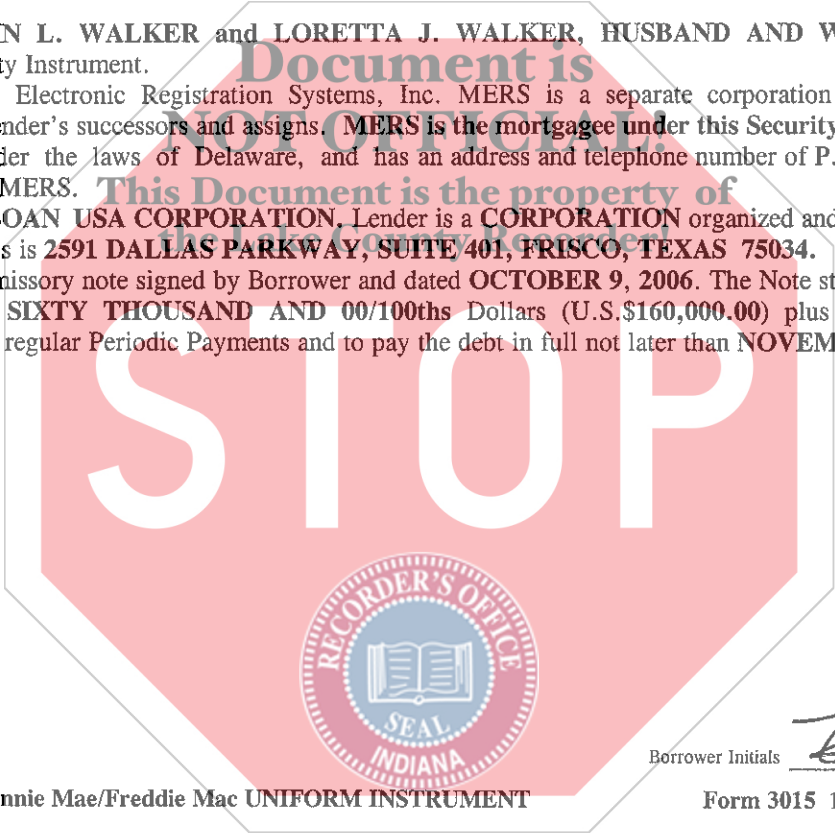 N L. WALKER and LORETTA J. WALKER, HUSBAND AND W
ty Instrument.
Document is
Electronic Registration Systems, Inc. MERS is a separate corporation
nder's successors and assigns. MERS is the mortgagee under this Security
NOT OFFICIAL!
der the laws of Delaware, and has an address and telephone number of P.
MERS.
This Document is the property of
OAN USA CORPORATION. Lender is a CORPORATION organized and
the Lake County Recorder!
s is 2591 DALLAS PARKWAY, SUITE 401, FRISCO, TEXAS 75034.
nissory note signed by Borrower and dated OCTOBER 9, 2006. The Note st
SIXTY THOUSAND AND 00/100ths Dollars (U.S.$160,000.00) plus
regular Periodic Payments and to pay the debt in full not later than NOVEM
STOP
RECORDER'S OFFICE
SEAL
INDIANA
Borrower Initials
nnie Mae/Freddie Mac UNIFORM INSTRUMENT
Form 3015 1